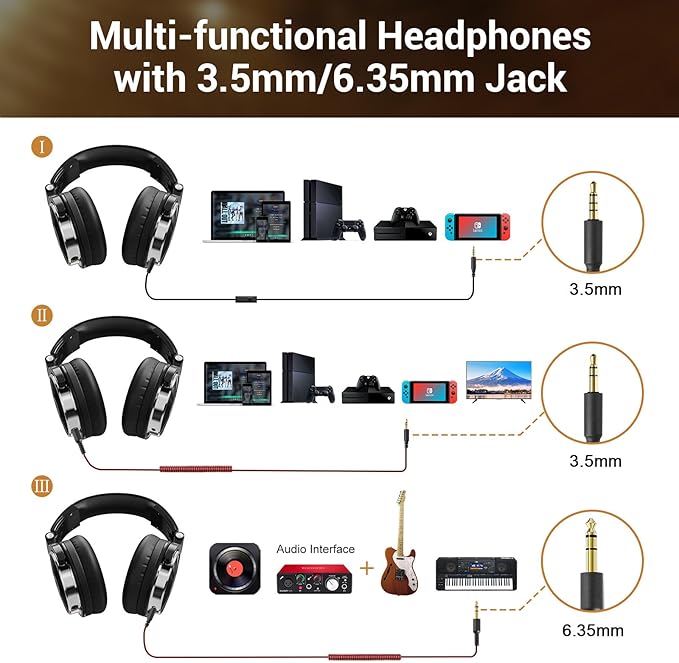 Multi-functional Headphones
with 3.5mm/6.35mm Jack
I
3.5mm
II
3.5mm
III
Audio Interface
+
6.35mm